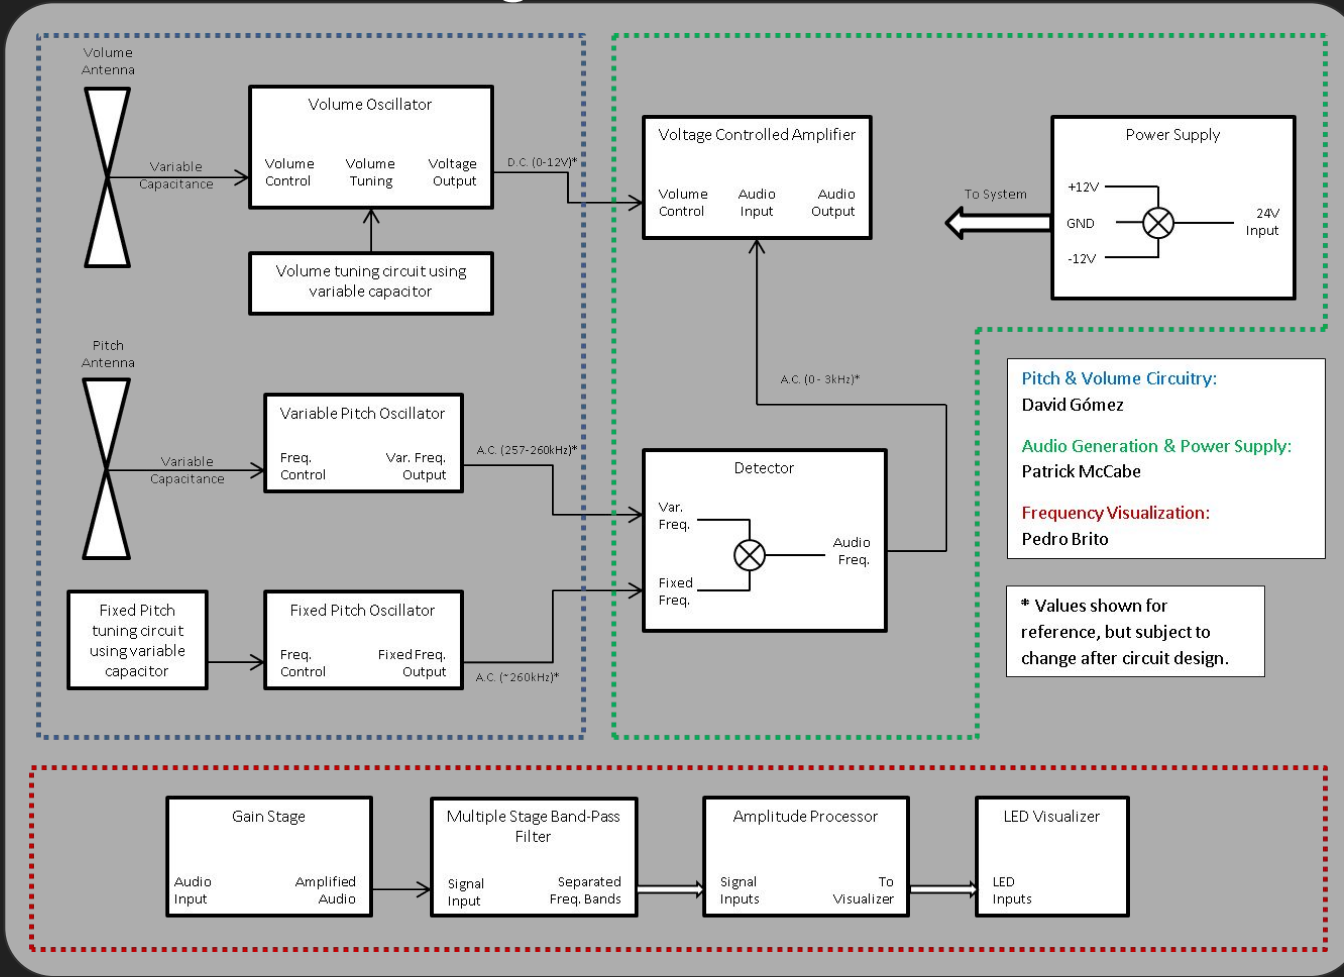 Volume
Antenna
Variable
Capacitance
Volume Oscillator
Volume
Control
Volume
Tuning
Voltage
Output
D.C. (0-12V)*
Volume tuning circuit using
variable capacitor
Pitch
Antenna
Variable
Capacitance
Variable Pitch Oscillator
Freq.
Control
Var. Freq.
Output
A.C. (257-260kHz)*
Fixed Pitch
tuning circuit
using variable
capacitor
Fixed Pitch Oscillator
Freq.
Control
Fixed Freq.
Output
A.C. (~260kHz)*
Voltage Controlled Amplifier
Volume
Control
Audio
Input
Audio
Output
A.C. (0 - 3kHz)*
Detector
Var.
Freq.
Fixed
Freq.
Audio
Freq.
To System
Power Supply
+12V
GND
-12V
24V
Input
Pitch & Volume Circuitry:
David Gómez
Audio Generation & Power Supply:
Patrick McCabe
Frequency Visualization:
Pedro Brito
* Values shown for
reference, but subject to
change after circuit design.
Gain Stage
Audio
Input
Amplified
Audio
Multiple Stage Band-Pass
Filter
Signal
Input
Separated
Freq. Bands
Amplitude Processor
Signal
Inputs
To
Visualizer
LED Visualizer
LED
Inputs